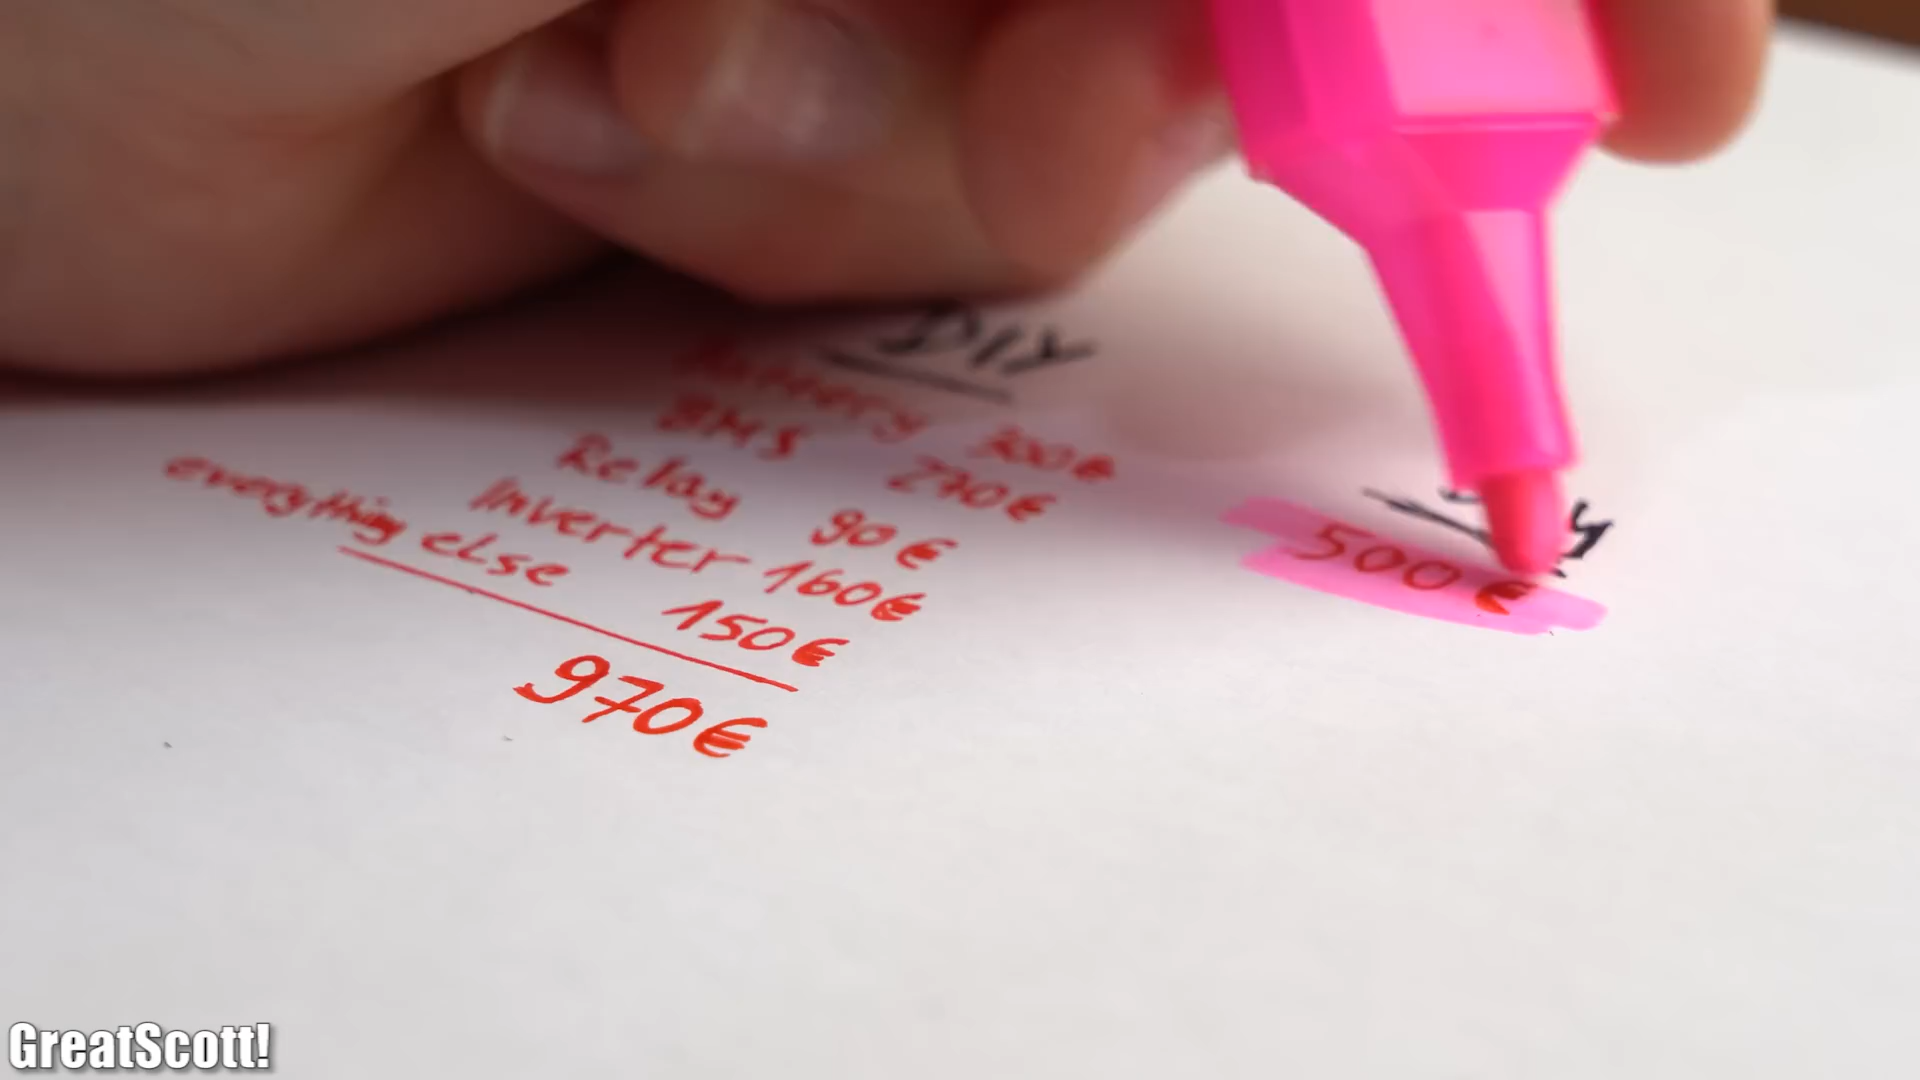 DIY
Battery 300€
BMS 270€
Relay 90€
Inverter 160€
everything else 150€
970€
500€
GreatScott!